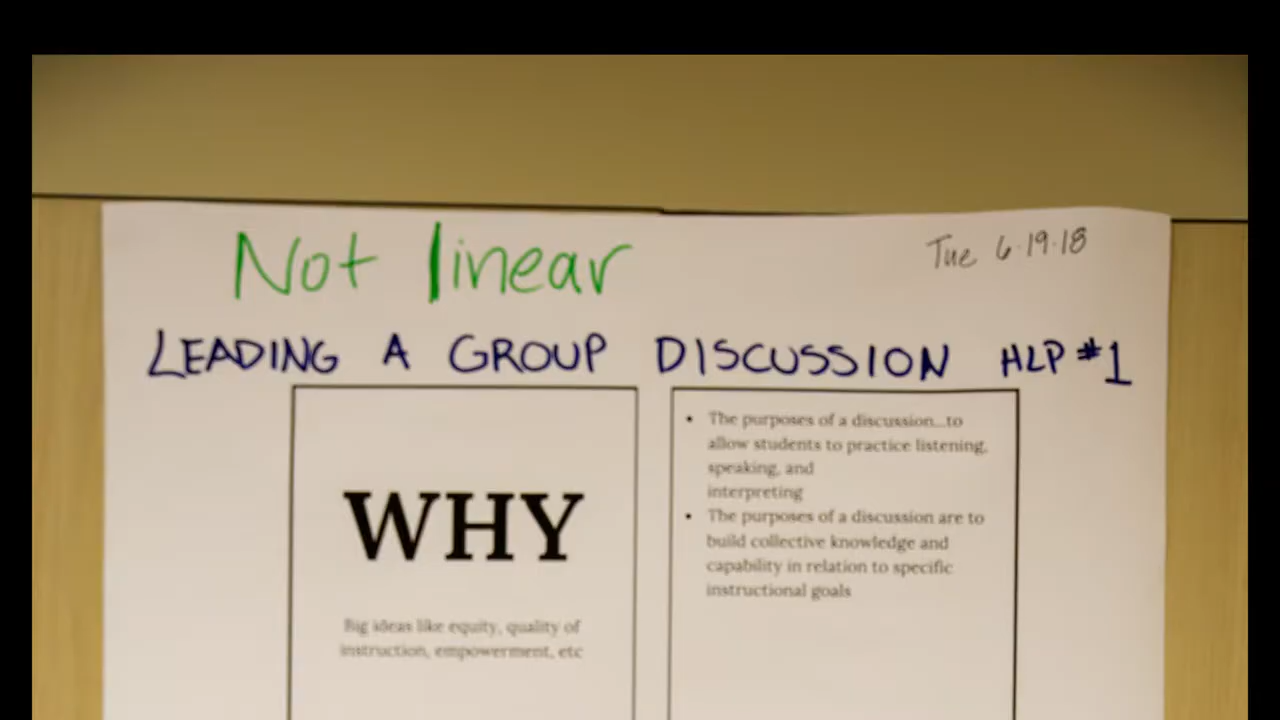 Not linear
Tue 6·19·18
LEADING A GROUP DISCUSSION HLP #1
WHY
Big ideas like equity, quality of
instruction, empowerment, etc
• The purposes of a discussion...to
allow students to practice listening,
speaking, and
interpreting
• The purposes of a discussion are to
build collective knowledge and
capability in relation to specific
instructional goals